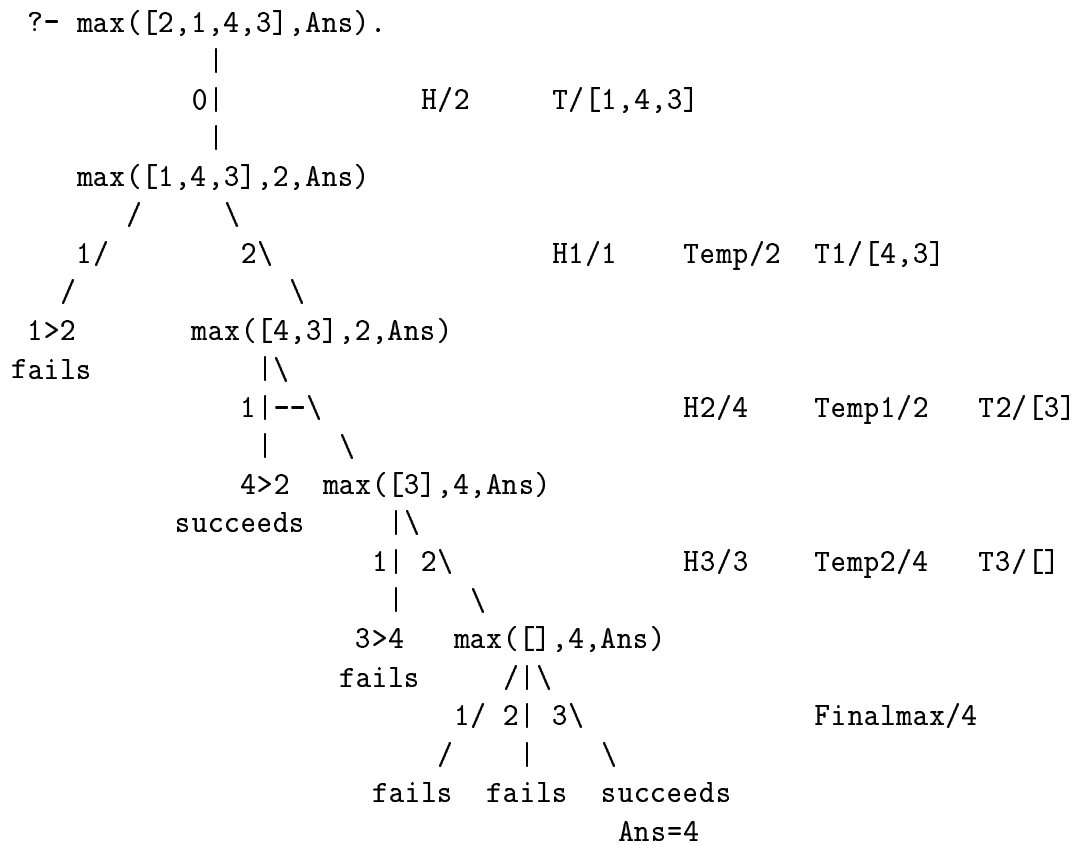 ?- max([2,1,4,3],Ans).
|
0| H/2 T/[1,4,3]
|
max([1,4,3],2,Ans)
/ \
1/ 2\ H1/1 Temp/2 T1/[4,3]
/ \
1>2 max([4,3],2,Ans)
fails |\
1|--\ H2/4 Temp1/2 T2/[3]
| \
4>2 max([3],4,Ans)
succeeds |\
1| 2\ H3/3 Temp2/4 T3/[]
| \
3>4 max([],4,Ans)
fails /|\
1/ 2| 3\ Finalmax/4
/ | \
fails fails succeeds
Ans=4